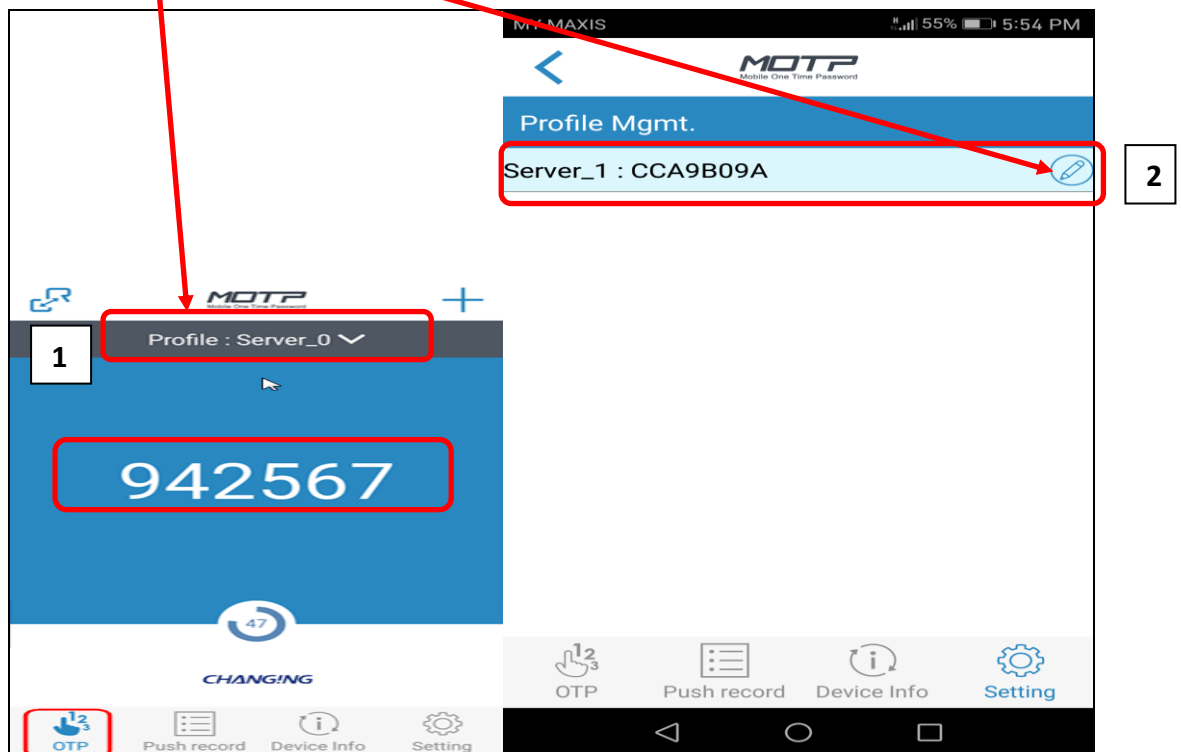 MY MAXIS 55% 5:54 PM
MOTP
Mobile One Time Password
Profile Mgmt.
Server_1 : CCA9B09A
2
MOTP
Mobile One Time Password
Profile : Server_0
1
942567
47
CHANG!NG
OTP Push record Device Info Setting
OTP Push record Device Info Setting